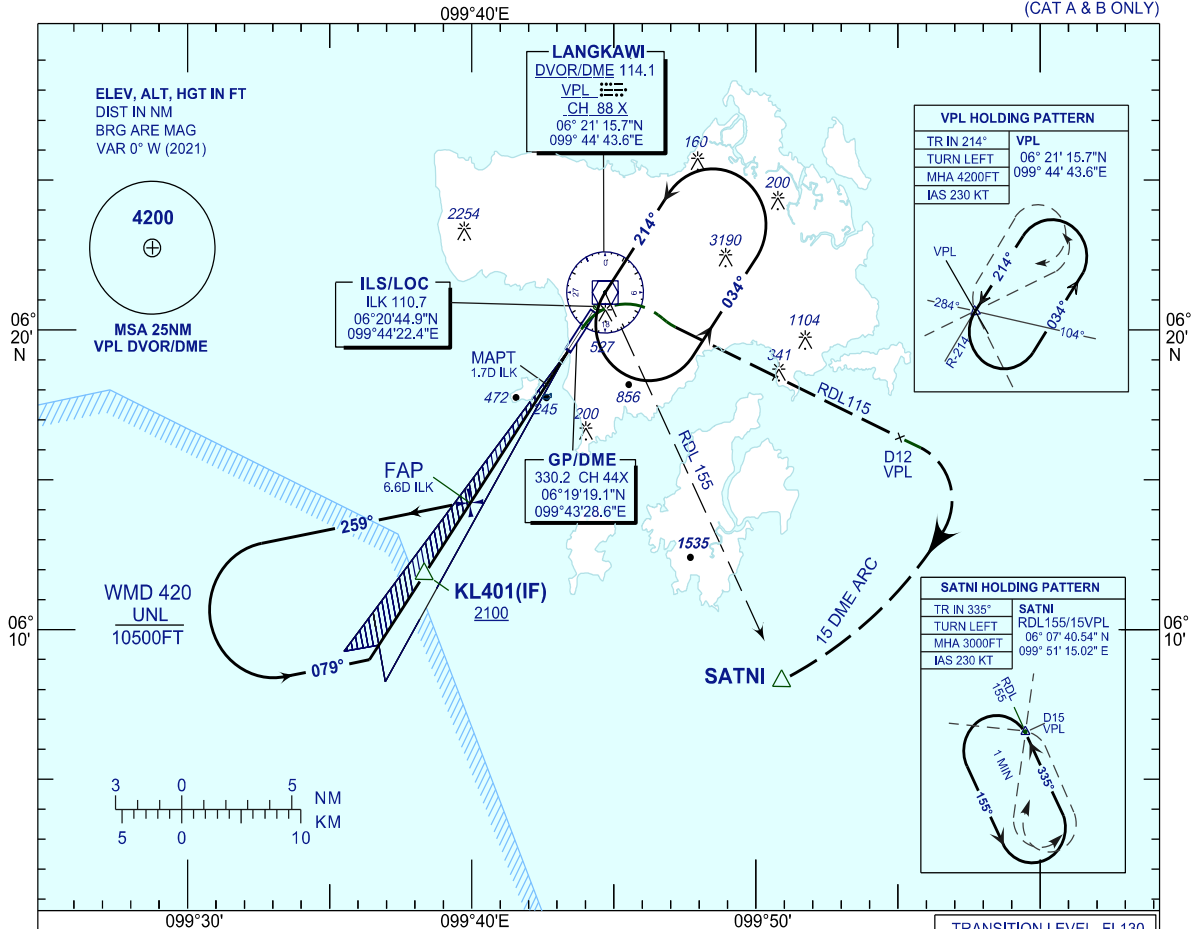 (CAT A & B ONLY)
099°40'E
LANGKAWI
DVOR/DME 114.1
VPL
CH 88 X
06° 21' 15.7"N
099° 44' 43.6"E
ELEV, ALT, HGT IN FT
DIST IN NM
BRG ARE MAG
VAR 0° W (2021)
4200
MSA 25NM
VPL DVOR/DME
VPL HOLDING PATTERN
TR IN 214°
TURN LEFT
MHA 4200FT
IAS 230 KT
VPL
06° 21' 15.7"N
099° 44' 43.6"E
VPL
214°
034°
284°
104°
R-214
160
200
2254
3190
214°
034°
0
9
18
27
ILS/LOC
ILK 110.7
06°20'44.9"N
099°44'22.4"E
06°
20'
N
06°
20'
N
527
1104
341
MAPT
1.7D ILK
472
245
856
200
RDL115
D12
VPL
RDL 155
GP/DME
330.2 CH 44X
06°19'19.1"N
099°43'28.6"E
FAP
6.6D ILK
259°
1535
WMD 420
UNL
10500FT
KL401(IF)
2100
079°
15 DME ARC
SATNI
06°
10'
06°
10'
SATNI HOLDING PATTERN
TR IN 335°
TURN LEFT
MHA 3000FT
IAS 230 KT
SATNI
RDL155/15VPL
06° 07' 40.54" N
099° 51' 15.02" E
RDL
155
D15
VPL
1 MIN
335°
155°
3 0 5 NM
KM
5 0 10
099°30' 099°40'E 099°50'
TRANSITION LEVEL FL130